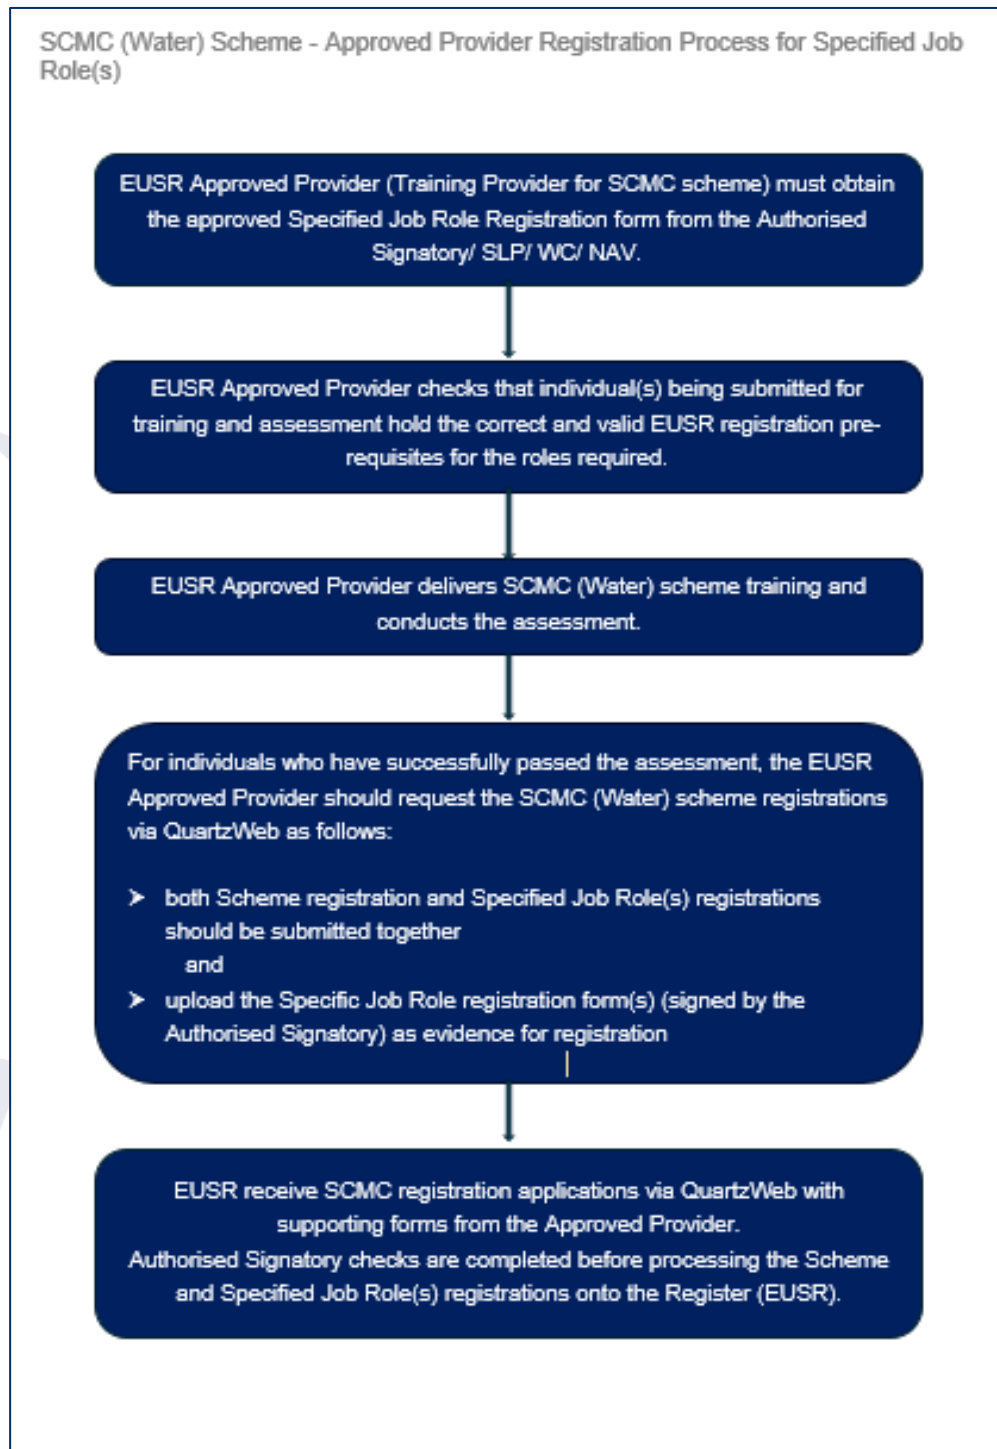 SCMC (Water) Scheme - Approved Provider Registration Process for Specified Job
Role(s)
EUSR Approved Provider (Training Provider for SCMC scheme) must obtain
the approved Specified Job Role Registration form from the Authorised
Signatory/ SLP/ WC/ NAV.
EUSR Approved Provider checks that individual(s) being submitted for
training and assessment hold the correct and valid EUSR registration pre-
requisites for the roles required.
EUSR Approved Provider delivers SCMC (Water) scheme training and
conducts the assessment.
For individuals who have successfully passed the assessment, the EUSR
Approved Provider should request the SCMC (Water) scheme registrations
via QuartzWeb as follows:
➤ both Scheme registration and Specified Job Role(s) registrations
should be submitted together
and
➤ upload the Specific Job Role registration form(s) (signed by the
Authorised Signatory) as evidence for registration
EUSR receive SCMC registration applications via QuartzWeb with
supporting forms from the Approved Provider.
Authorised Signatory checks are completed before processing the Scheme
and Specified Job Role(s) registrations onto the Register (EUSR).